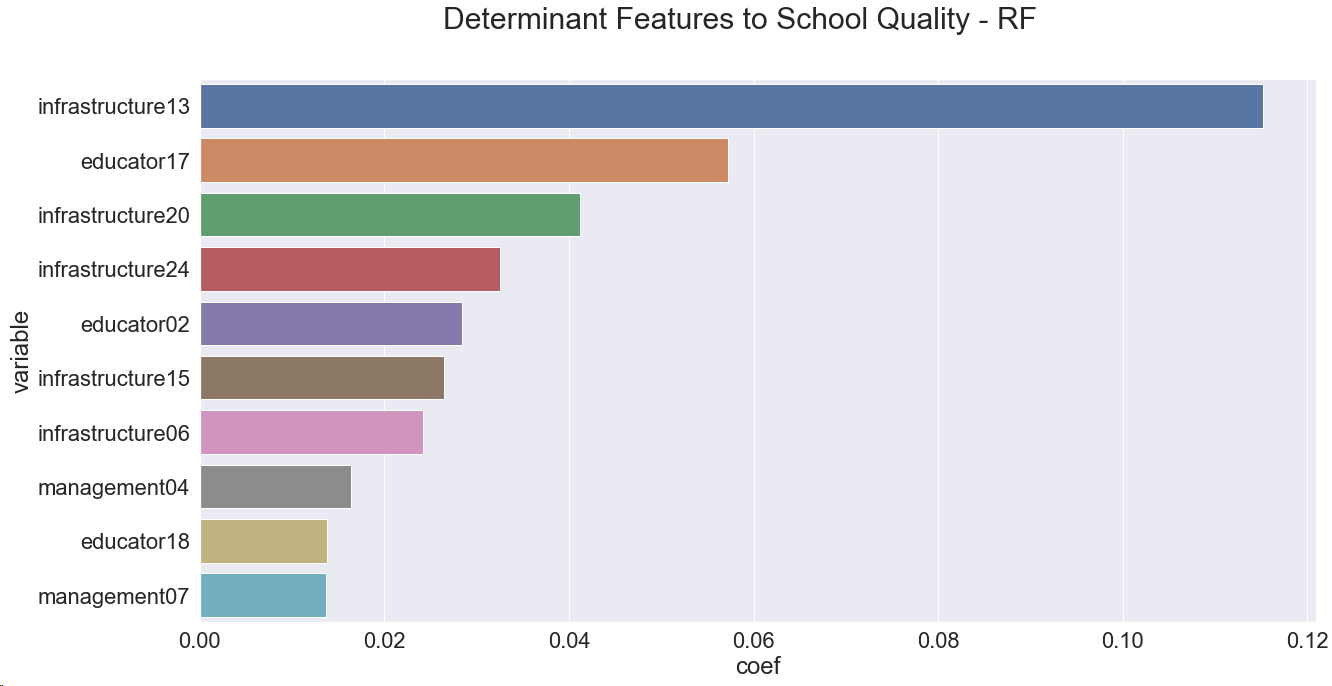 Determinant Features to School Quality - RF
infrastructure13
educator17
infrastructure20
infrastructure24
educator02
infrastructure15
infrastructure06
management04
educator18
management07
variable
0.00 0.02 0.04 0.06 0.08 0.10 0.12
coef